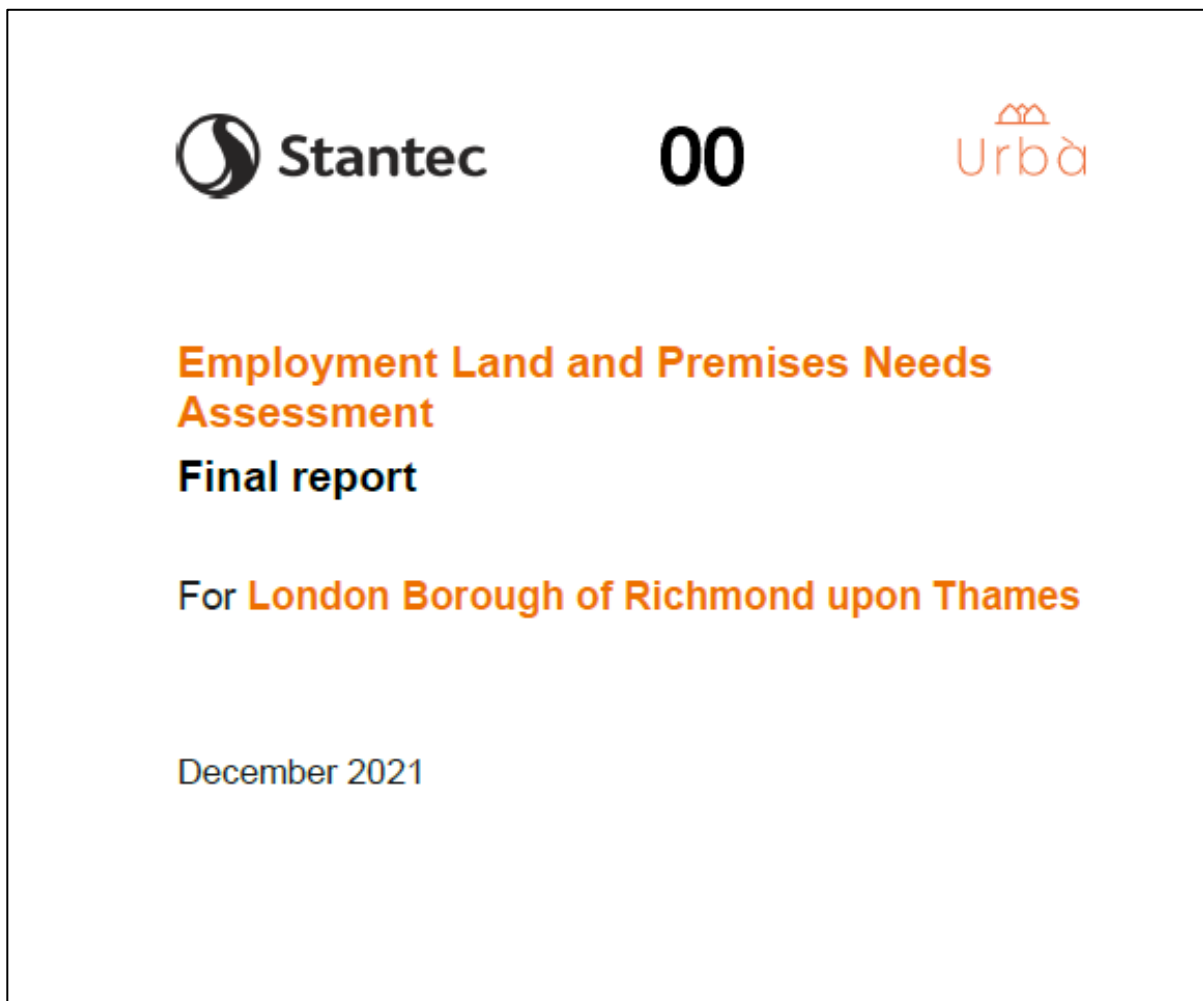 Stantec 00 Urbà
Employment Land and Premises Needs
Assessment
Final report
For London Borough of Richmond upon Thames
December 2021